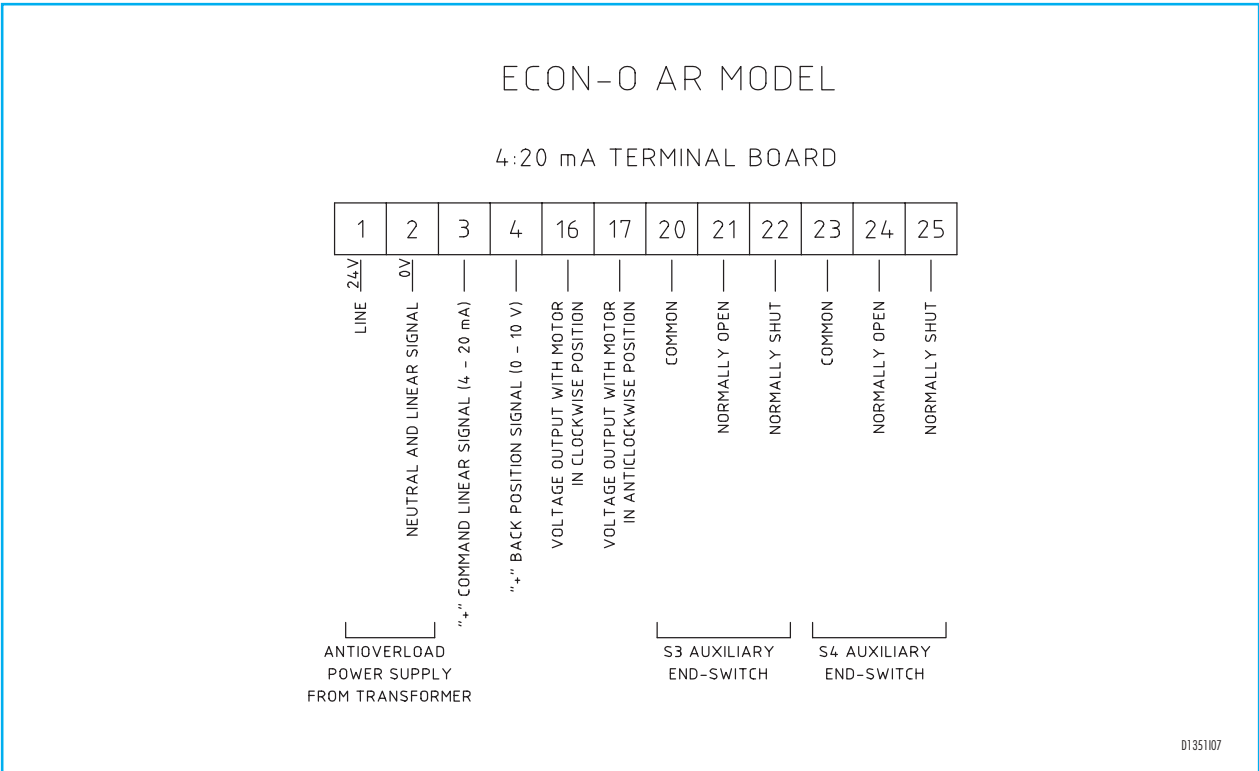 ECON-O AR MODEL
4:20 mA TERMINAL BOARD
1 2 3 4 16 17 20 21 22 23 24 25
24V
LINE
0V
NEUTRAL AND LINEAR SIGNAL
"+" COMMAND LINEAR SIGNAL (4 - 20 mA)
"+" BACK POSITION SIGNAL (0 - 10 V)
VOLTAGE OUTPUT WITH MOTOR
IN CLOCKWISE POSITION
VOLTAGE OUTPUT WITH MOTOR
IN ANTICLOCKWISE POSITION
COMMON
NORMALLY OPEN
NORMALLY SHUT
COMMON
NORMALLY OPEN
NORMALLY SHUT
ANTIOVERLOAD
POWER SUPPLY
FROM TRANSFORMER
S3 AUXILIARY
END-SWITCH
S4 AUXILIARY
END-SWITCH
D1351I07